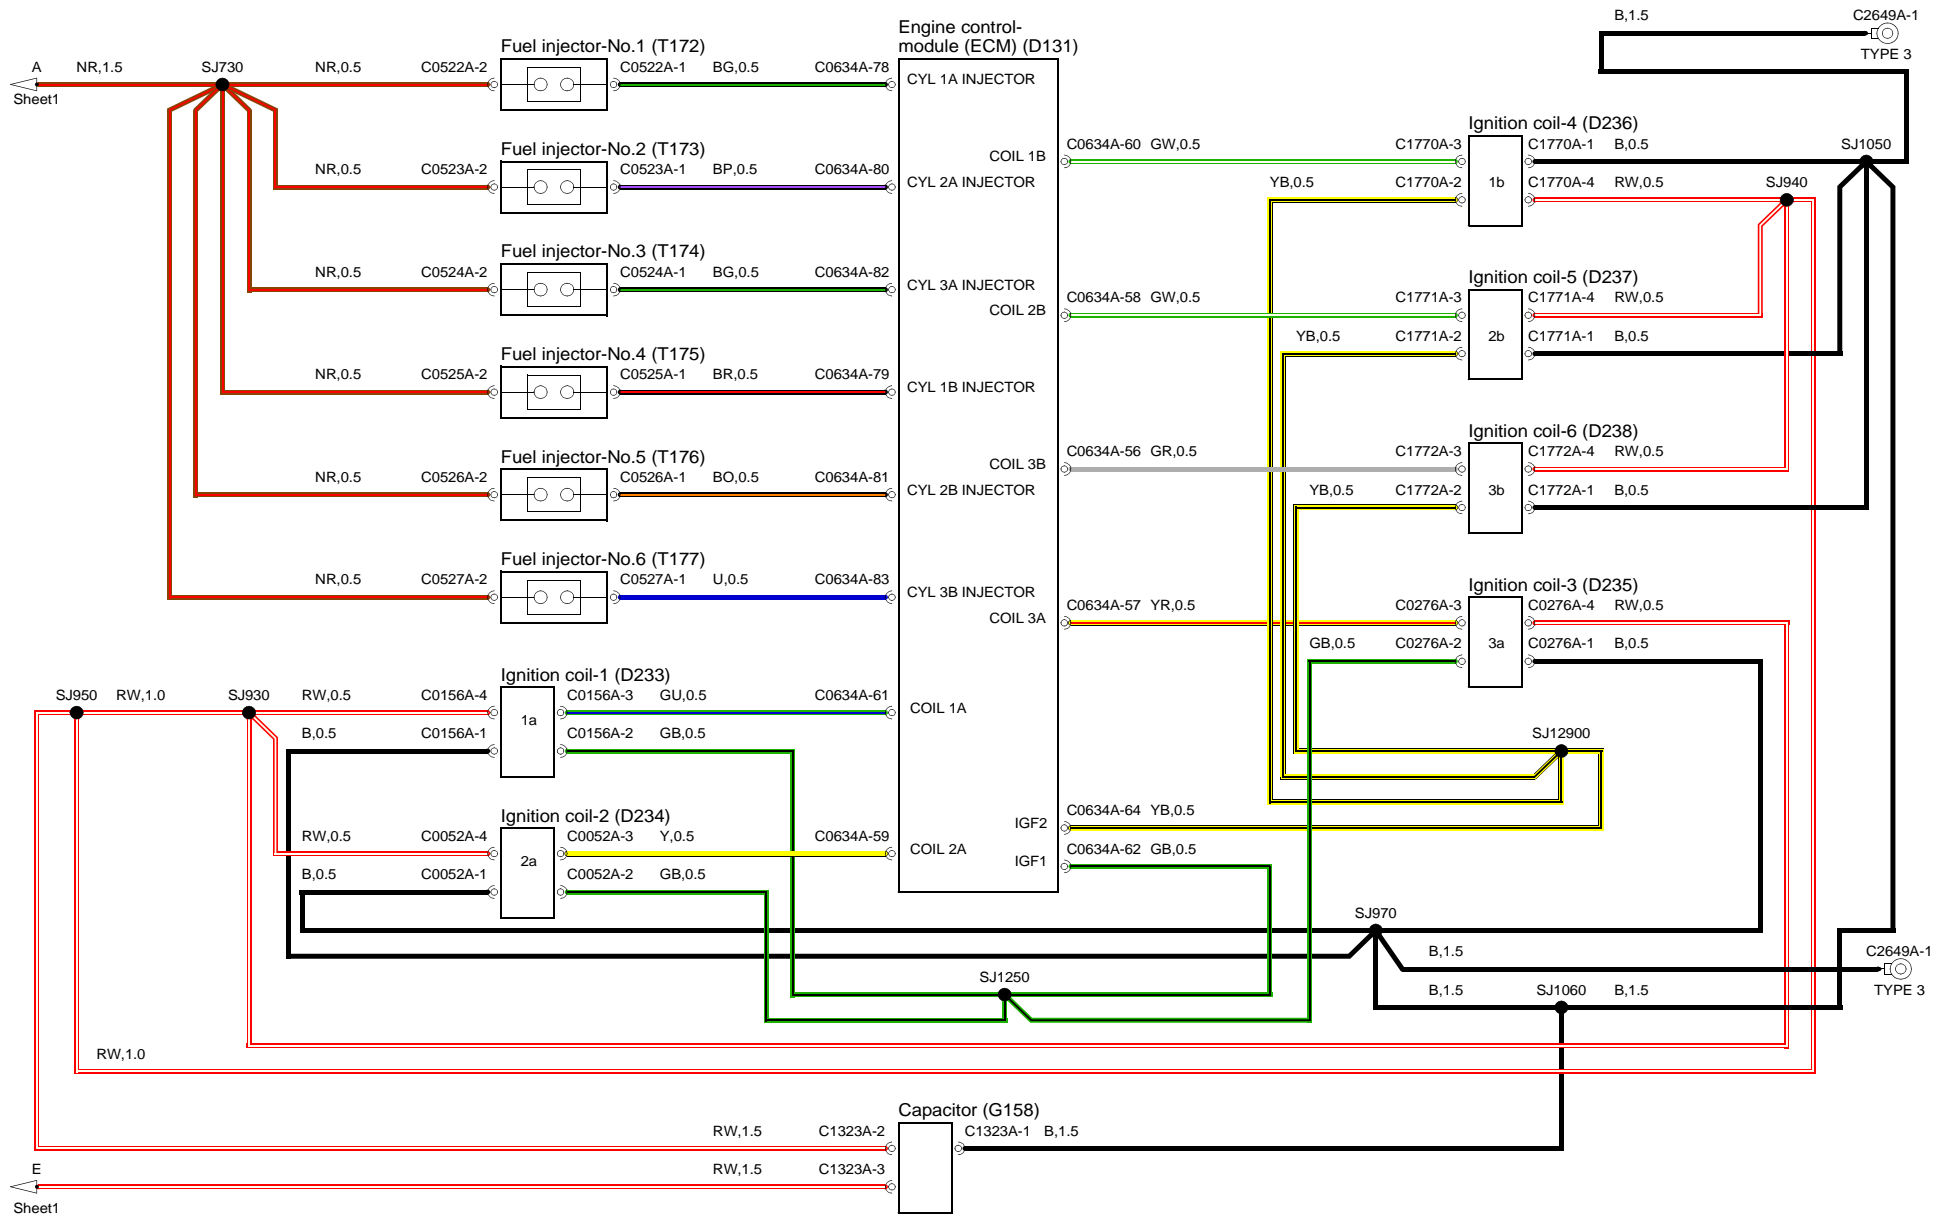 B,1.5
C2649A-1
TYPE 3
Engine control-
module (ECM) (D131)
Fuel injector-No.1 (T172)
A
NR,1.5
SJ730
NR,0.5
C0522A-2
C0522A-1
BG,0.5
C0634A-78
CYL 1A INJECTOR
Sheet1
Ignition coil-4 (D236)
C0634A-60
GW,0.5
C1770A-3
C1770A-1
B,0.5
SJ1050
COIL 1B
1b
YB,0.5
C1770A-2
C1770A-4
RW,0.5
SJ940
Fuel injector-No.2 (T173)
NR,0.5
C0523A-2
C0523A-1
BP,0.5
C0634A-80
CYL 2A INJECTOR
Fuel injector-No.3 (T174)
NR,0.5
C0524A-2
C0524A-1
BG,0.5
C0634A-82
CYL 3A INJECTOR
COIL 2B
Ignition coil-5 (D237)
C0634A-58
GW,0.5
C1771A-3
C1771A-4
RW,0.5
2b
YB,0.5
C1771A-2
C1771A-1
B,0.5
Fuel injector-No.4 (T175)
NR,0.5
C0525A-2
C0525A-1
BR,0.5
C0634A-79
CYL 1B INJECTOR
Ignition coil-6 (D238)
C0634A-56
GR,0.5
C1772A-3
C1772A-4
RW,0.5
COIL 3B
3b
YB,0.5
C1772A-2
C1772A-1
B,0.5
Fuel injector-No.5 (T176)
NR,0.5
C0526A-2
C0526A-1
BO,0.5
C0634A-81
CYL 2B INJECTOR
Fuel injector-No.6 (T177)
NR,0.5
C0527A-2
C0527A-1
U,0.5
C0634A-83
CYL 3B INJECTOR
COIL 3A
Ignition coil-3 (D235)
C0634A-57
YR,0.5
C0276A-3
C0276A-4
RW,0.5
3a
GB,0.5
C0276A-2
C0276A-1
B,0.5
Ignition coil-1 (D233)
SJ950
RW,1.0
SJ930
RW,0.5
C0156A-4
C0156A-3
GU,0.5
C0634A-61
COIL 1A
1a
B,0.5
C0156A-1
C0156A-2
GB,0.5
SJ12900
Ignition coil-2 (D234)
RW,0.5
C0052A-4
C0052A-3
Y,0.5
C0634A-59
COIL 2A
2a
B,0.5
C0052A-1
C0052A-2
GB,0.5
IGF2
C0634A-64
YB,0.5
IGF1
C0634A-62
GB,0.5
SJ970
B,1.5
C2649A-1
TYPE 3
SJ1250
B,1.5
SJ1060
B,1.5
RW,1.0
Capacitor (G158)
RW,1.5
C1323A-2
C1323A-1
B,1.5
E
RW,1.5
C1323A-3
Sheet1